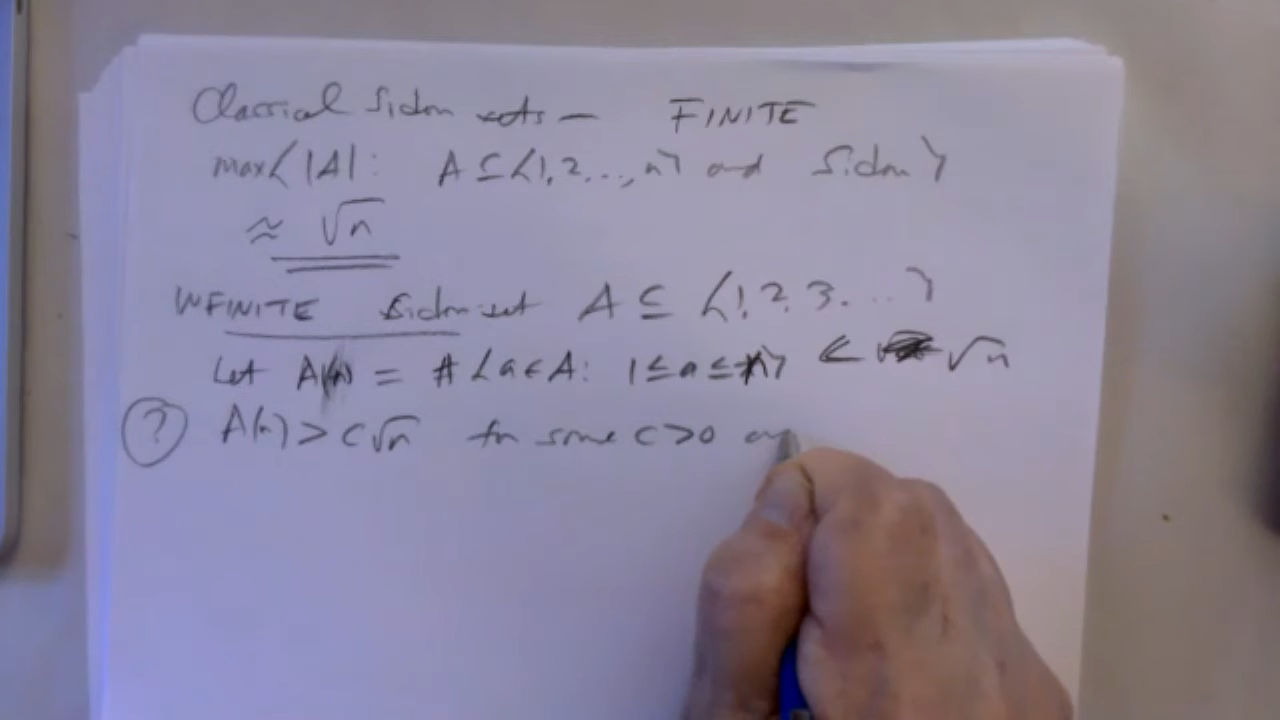 Classical Sidon sets — FINITE
max{ |A| : A ⊆ {1, 2, ..., n} and Sidon }
≈ √n
INFINITE Sidon set A ⊆ {1, 2, 3, ... }
Let A(n) = # {a ∈ A : 1 ≤ a ≤ n} < √n
? A(n) > c√n for some c > 0